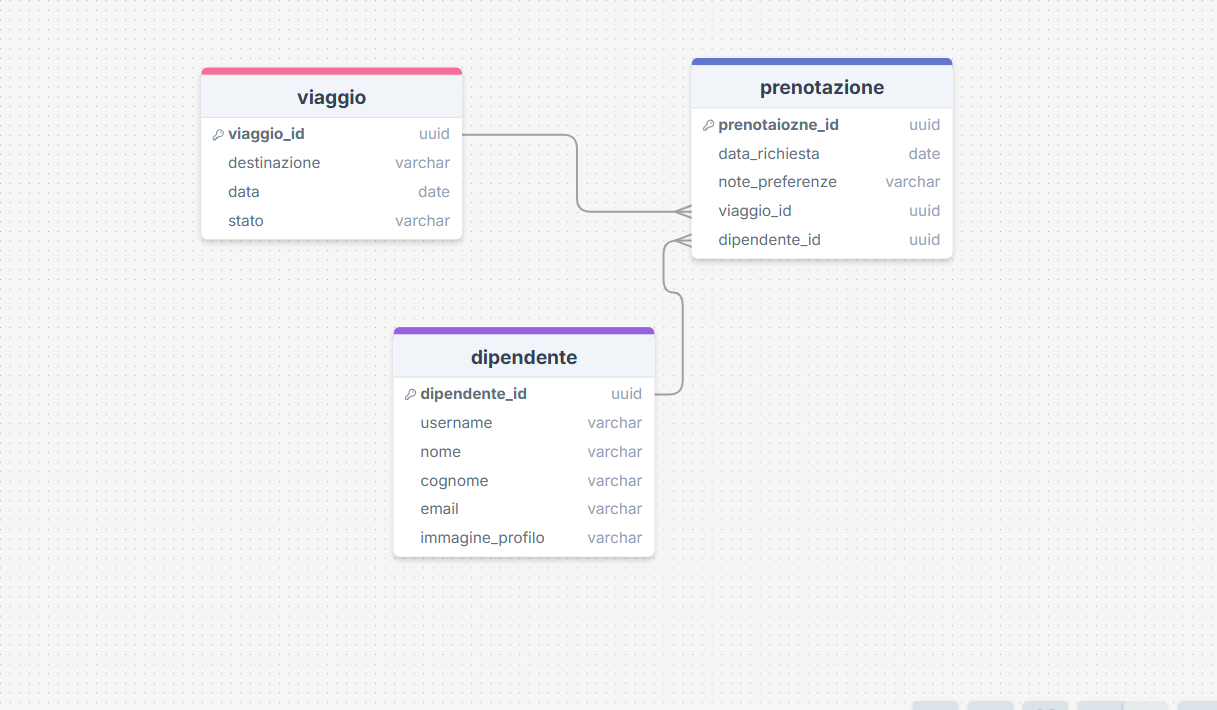 viaggio
viaggio_id uuid
destinazione varchar
data date
stato varchar
prenotazione
prenotaiozne_id uuid
data_richiesta date
note_preferenze varchar
viaggio_id uuid
dipendente_id uuid
dipendente
dipendente_id uuid
username varchar
nome varchar
cognome varchar
email varchar
immagine_profilo varchar